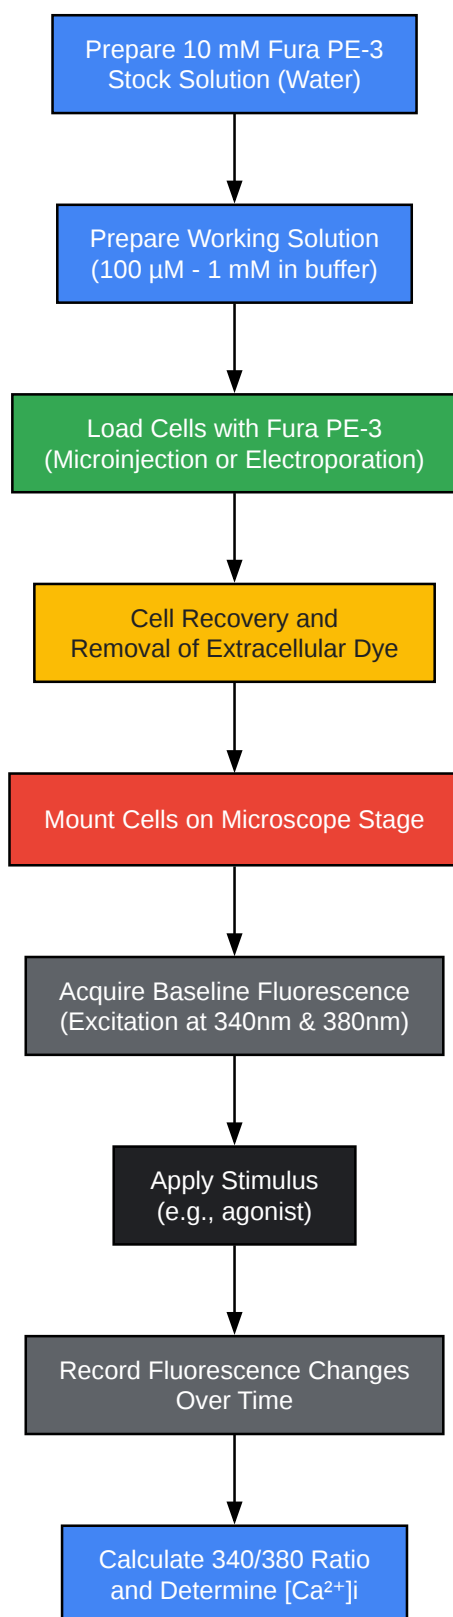 Prepare 10 mM Fura PE-3
Stock Solution (Water)
Prepare Working Solution
(100 µM - 1 mM in buffer)
Load Cells with Fura PE-3
(Microinjection or Electroporation)
Cell Recovery and
Removal of Extracellular Dye
Mount Cells on Microscope Stage
Acquire Baseline Fluorescence
(Excitation at 340nm & 380nm)
Apply Stimulus
(e.g., agonist)
Record Fluorescence Changes
Over Time
Calculate 340/380 Ratio
and Determine [Ca²⁺]i